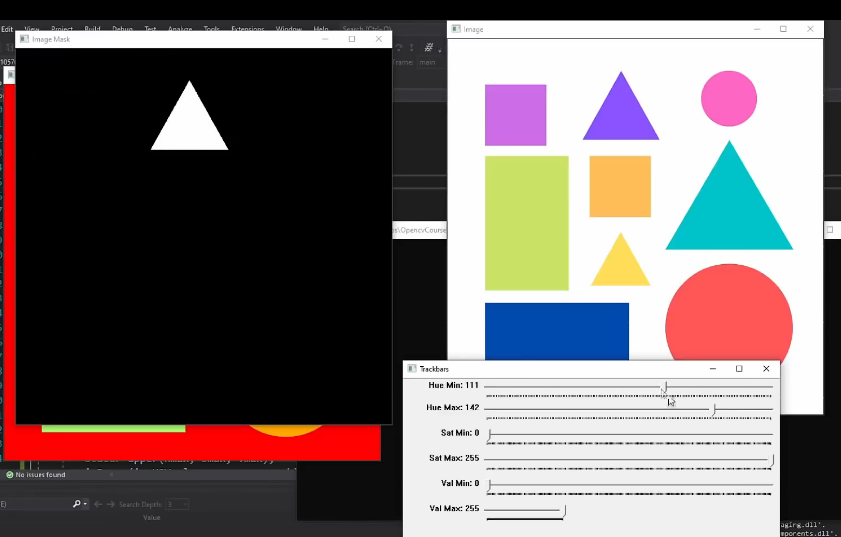 Edit View Project Build Debug Test Analyze Tools Extensions Window Help Search (Ctrl+Q)
Image Mask
Image
Frame: main
\OpencvCourse
Trackbars
Hue Min: 111
Hue Max: 142
Sat Min: 0
Sat Max: 255
Val Min: 0
Val Max: 255
No issues found
Search Depth: 3
Value
aging.dll'.
mponents.dll'.